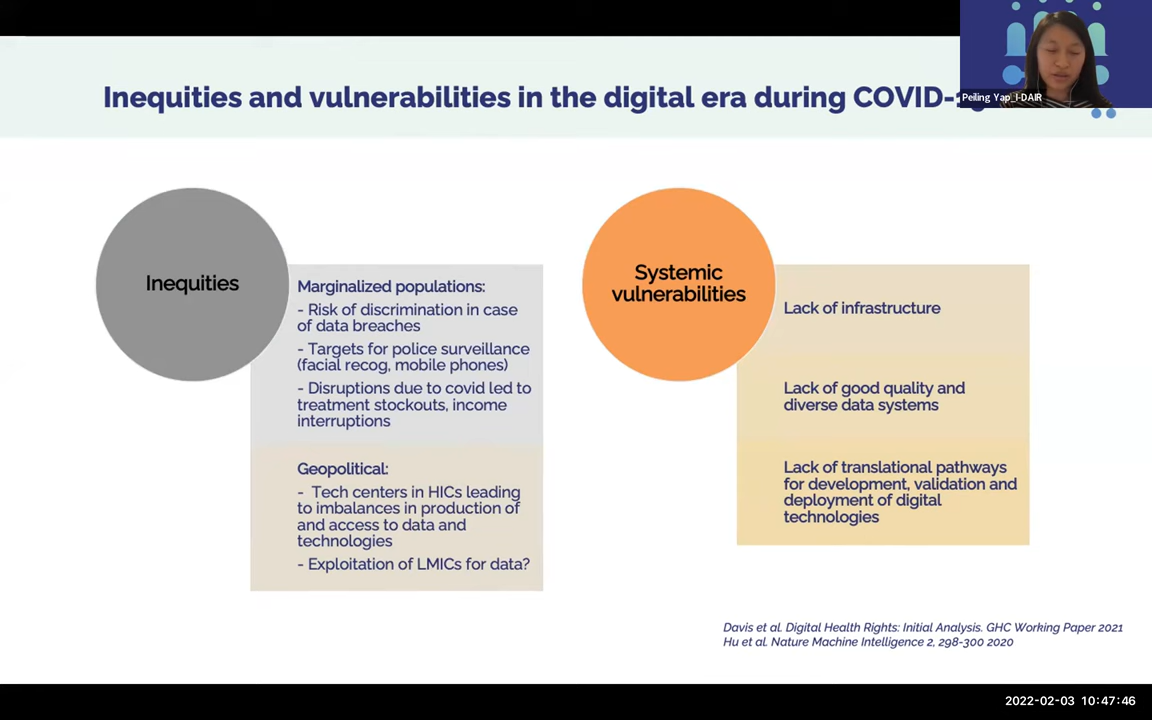 Inequities and vulnerabilities in the digital era during COVID-
Peiling Yap_I-DAIR
Inequities
Marginalized populations:
- Risk of discrimination in case
of data breaches
- Targets for police surveillance
(facial recog, mobile phones)
- Disruptions due to covid led to
treatment stockouts, income
interruptions
Geopolitical:
- Tech centers in HICs leading
to imbalances in production of
and access to data and
technologies
- Exploitation of LMICs for data?
Systemic
vulnerabilities
Lack of infrastructure
Lack of good quality and
diverse data systems
Lack of translational pathways
for development, validation and
deployment of digital
technologies
Davis et al. Digital Health Rights: Initial Analysis. GHC Working Paper 2021
Hu et al. Nature Machine Intelligence 2, 298-300 2020
2022-02-03 10:47:46